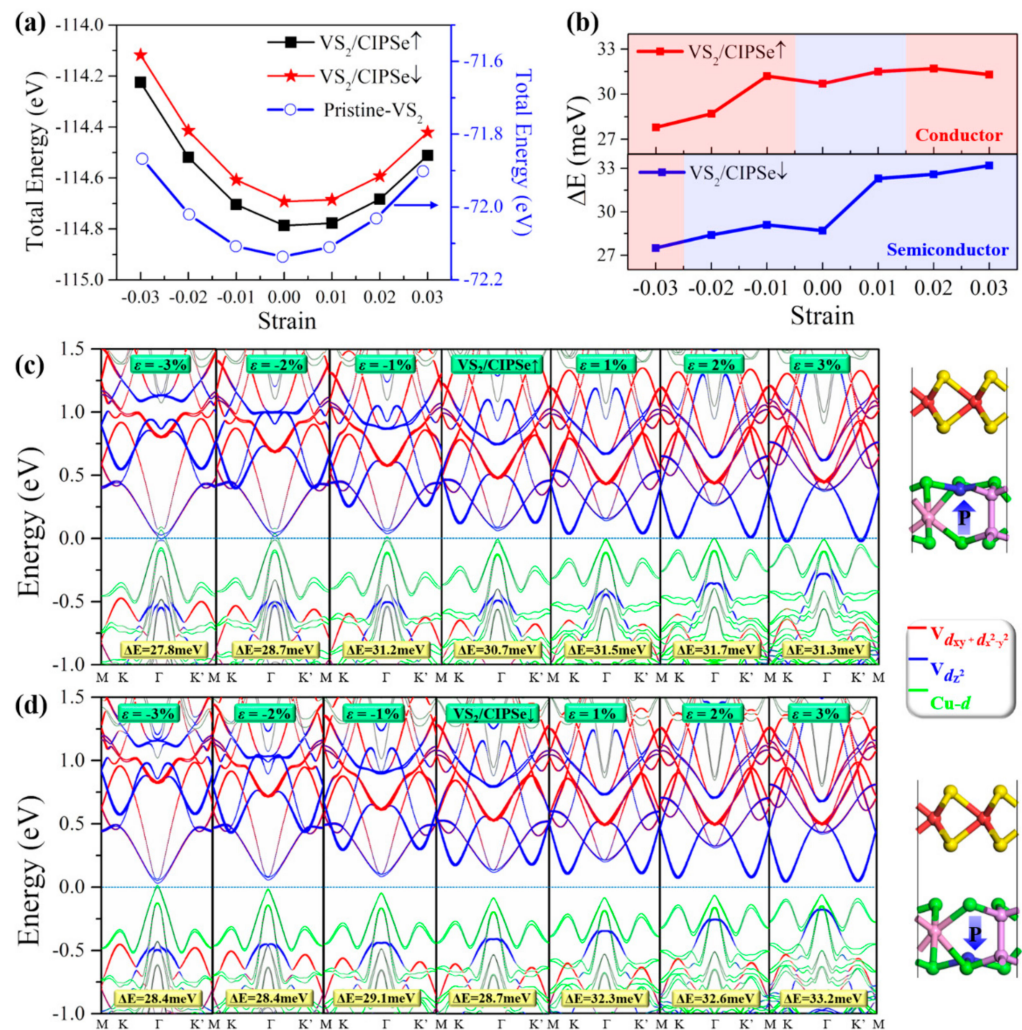 (a)
VS2/CIPSe↑
VS2/CIPSe↓
Pristine-VS2
Total Energy (eV)
-114.0
-114.2
-114.4
-114.6
-114.8
-115.0
-71.6
-71.8
-72.0
-72.2
Total Energy (eV)
-0.03 -0.02 -0.01 0.00 0.01 0.02 0.03
Strain
(b)
VS2/CIPSe↑
Conductor
VS2/CIPSe↓
Semiconductor
ΔE (meV)
33
31
27
33
29
27
-0.03 -0.02 -0.01 0.00 0.01 0.02 0.03
Strain
(c)
ε = -3% ε = -2% ε = -1% VS2/CIPSe↑ ε = 1% ε = 2% ε = 3%
Energy (eV)
1.5
1.0
0.5
0.0
-0.5
-1.0
ΔE=27.8meV ΔE=28.7meV ΔE=31.2meV ΔE=30.7meV ΔE=31.5meV ΔE=31.7meV ΔE=31.3meV
M K Γ K' M K Γ K' M K Γ K' M K Γ K' M K Γ K' M K Γ K' M K Γ K' M
P
V dxy + dx²-y²
V dz²
Cu-d
(d)
ε = -3% ε = -2% ε = -1% VS2/CIPSe↓ ε = 1% ε = 2% ε = 3%
Energy (eV)
1.5
1.0
0.5
0.0
-0.5
-1.0
ΔE=28.4meV ΔE=28.4meV ΔE=29.1meV ΔE=28.7meV ΔE=32.3meV ΔE=32.6meV ΔE=33.2meV
M K Γ K' M K Γ K' M K Γ K' M K Γ K' M K Γ K' M K Γ K' M K Γ K' M
P